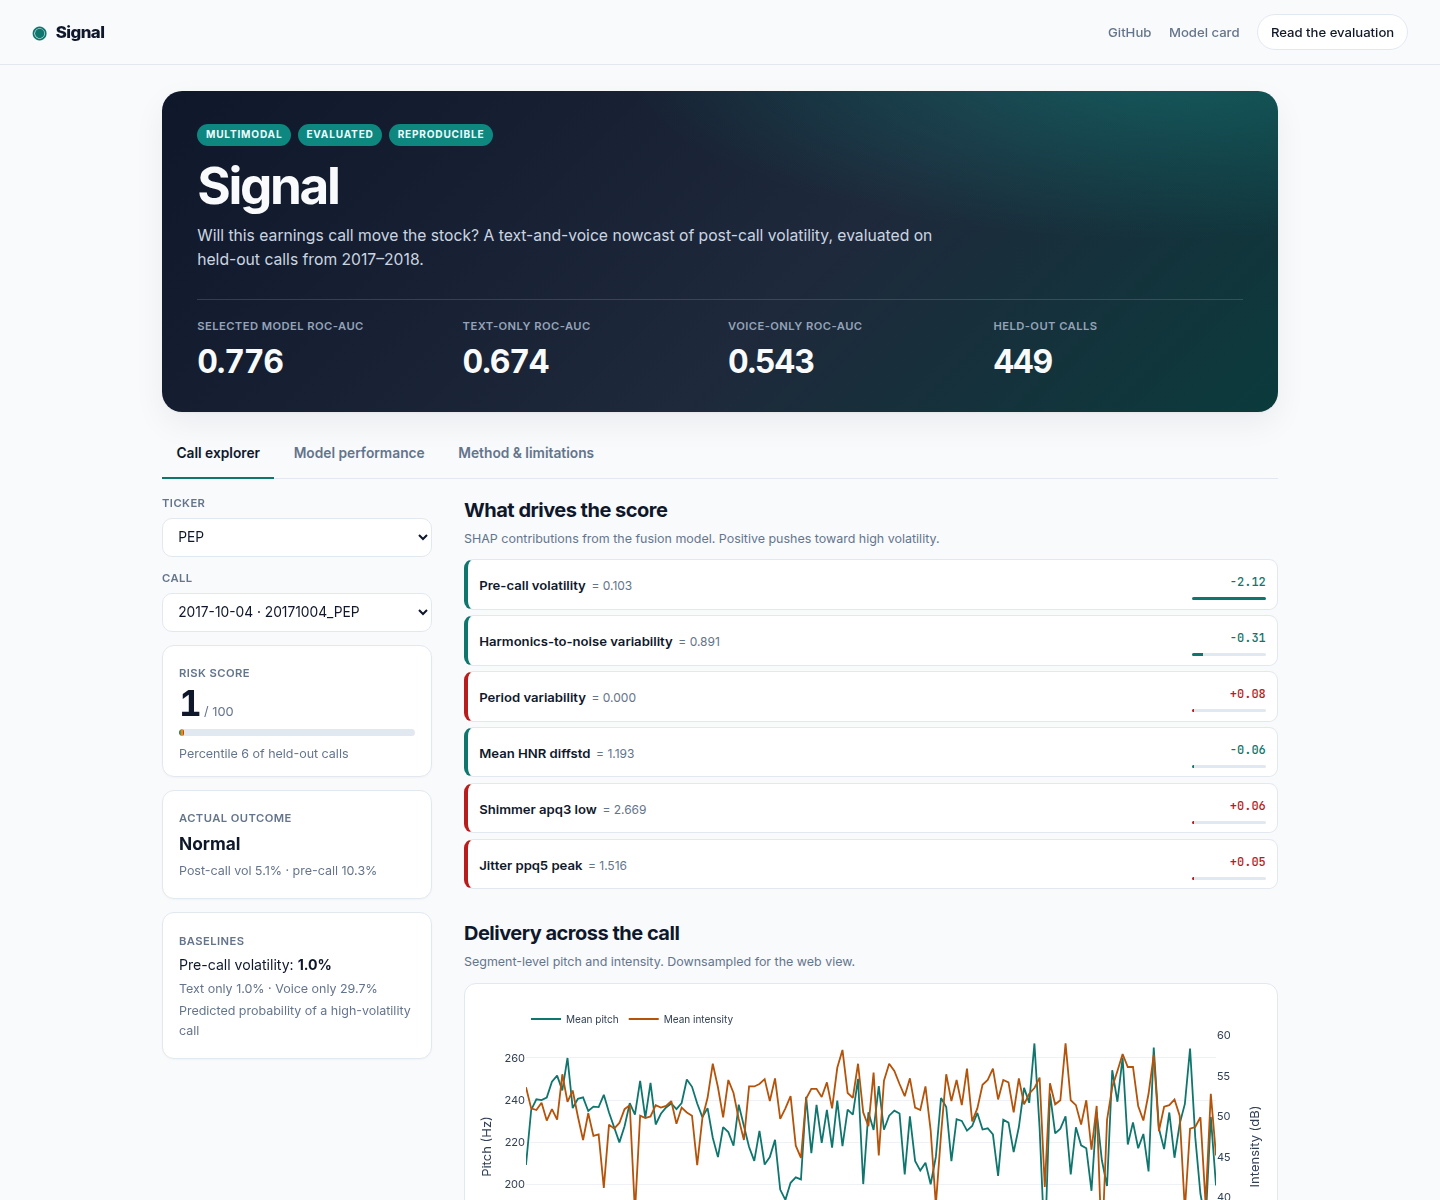 Signal
GitHub
Model card
Read the evaluation
MULTIMODAL
EVALUATED
REPRODUCIBLE
Signal
Will this earnings call move the stock? A text-and-voice nowcast of post-call volatility, evaluated on
held-out calls from 2017–2018.
SELECTED MODEL ROC-AUC
TEXT-ONLY ROC-AUC
VOICE-ONLY ROC-AUC
HELD-OUT CALLS
0.776
0.674
0.543
449
Call explorer
Model performance
Method & limitations
TICKER
PEP
CALL
2017-10-04 · 20171004_PEP
RISK SCORE
1 / 100
Percentile 6 of held-out calls
ACTUAL OUTCOME
Normal
Post-call vol 5.1% · pre-call 10.3%
BASELINES
Pre-call volatility: 1.0%
Text only 1.0% · Voice only 29.7%
Predicted probability of a high-volatility
call
What drives the score
SHAP contributions from the fusion model. Positive pushes toward high volatility.
Pre-call volatility = 0.103
-2.12
Harmonics-to-noise variability = 0.891
-0.31
Period variability = 0.000
+0.08
Mean HNR diffstd = 1.193
-0.06
Shimmer apq3 low = 2.669
+0.06
Jitter ppq5 peak = 1.516
+0.05
Delivery across the call
Segment-level pitch and intensity. Downsampled for the web view.
Mean pitch
Mean intensity
260
240
220
200
Pitch (Hz)
60
55
50
45
40
Intensity (dB)